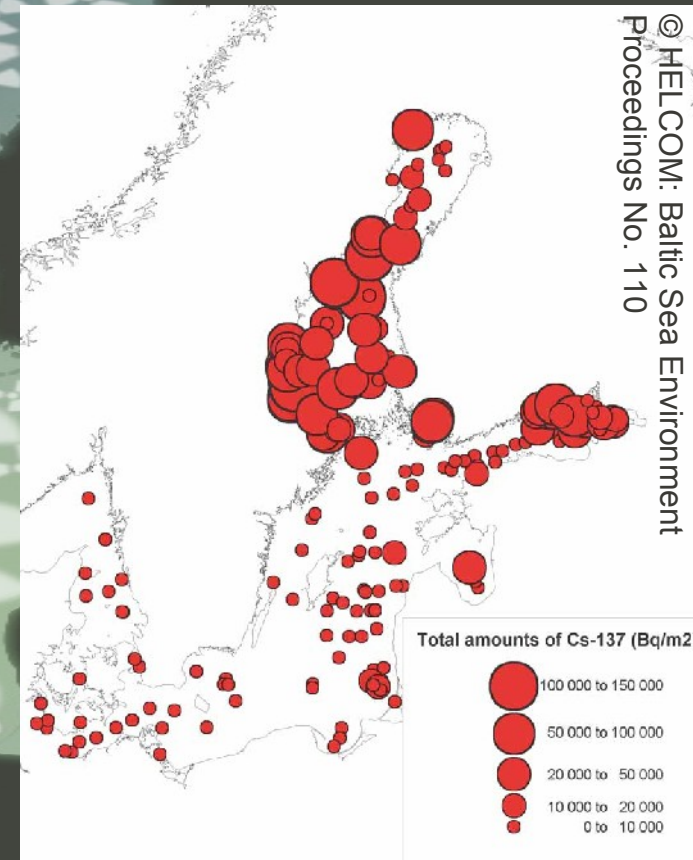 © HELCOM: Baltic Sea Environment
Proceedings No. 110
Total amounts of Cs-137 (Bq/m2
100 000 to 150 000
50 000 to 100 000
20 000 to 50 000
10 000 to 20 000
0 to 10 000